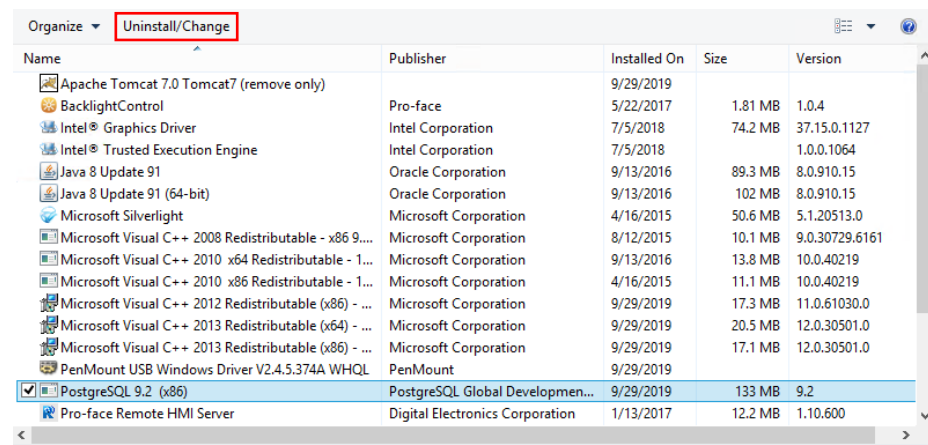 Organize Uninstall/Change
Name Publisher Installed On Size Version
Apache Tomcat 7.0 Tomcat7 (remove only) 9/29/2019
BacklightControl Pro-face 5/22/2017 1.81 MB 1.0.4
Intel® Graphics Driver Intel Corporation 7/5/2018 74.2 MB 37.15.0.1127
Intel® Trusted Execution Engine Intel Corporation 7/5/2018 1.0.0.1064
Java 8 Update 91 Oracle Corporation 9/13/2016 89.3 MB 8.0.910.15
Java 8 Update 91 (64-bit) Oracle Corporation 9/13/2016 102 MB 8.0.910.15
Microsoft Silverlight Microsoft Corporation 4/16/2015 50.6 MB 5.1.20513.0
Microsoft Visual C++ 2008 Redistributable - x86 9.... Microsoft Corporation 8/12/2015 10.1 MB 9.0.30729.6161
Microsoft Visual C++ 2010 x64 Redistributable - 1... Microsoft Corporation 9/13/2016 13.8 MB 10.0.40219
Microsoft Visual C++ 2010 x86 Redistributable - 1... Microsoft Corporation 4/16/2015 11.1 MB 10.0.40219
Microsoft Visual C++ 2012 Redistributable (x86) - ... Microsoft Corporation 9/29/2019 17.3 MB 11.0.61030.0
Microsoft Visual C++ 2013 Redistributable (x64) - ... Microsoft Corporation 9/29/2019 20.5 MB 12.0.30501.0
Microsoft Visual C++ 2013 Redistributable (x86) - ... Microsoft Corporation 9/29/2019 17.1 MB 12.0.30501.0
PenMount USB Windows Driver V2.4.5.374A WHQL PenMount 9/29/2019
PostgreSQL 9.2 (x86) PostgreSQL Global Developmen... 9/29/2019 133 MB 9.2
Pro-face Remote HMI Server Digital Electronics Corporation 1/13/2017 12.2 MB 1.10.600